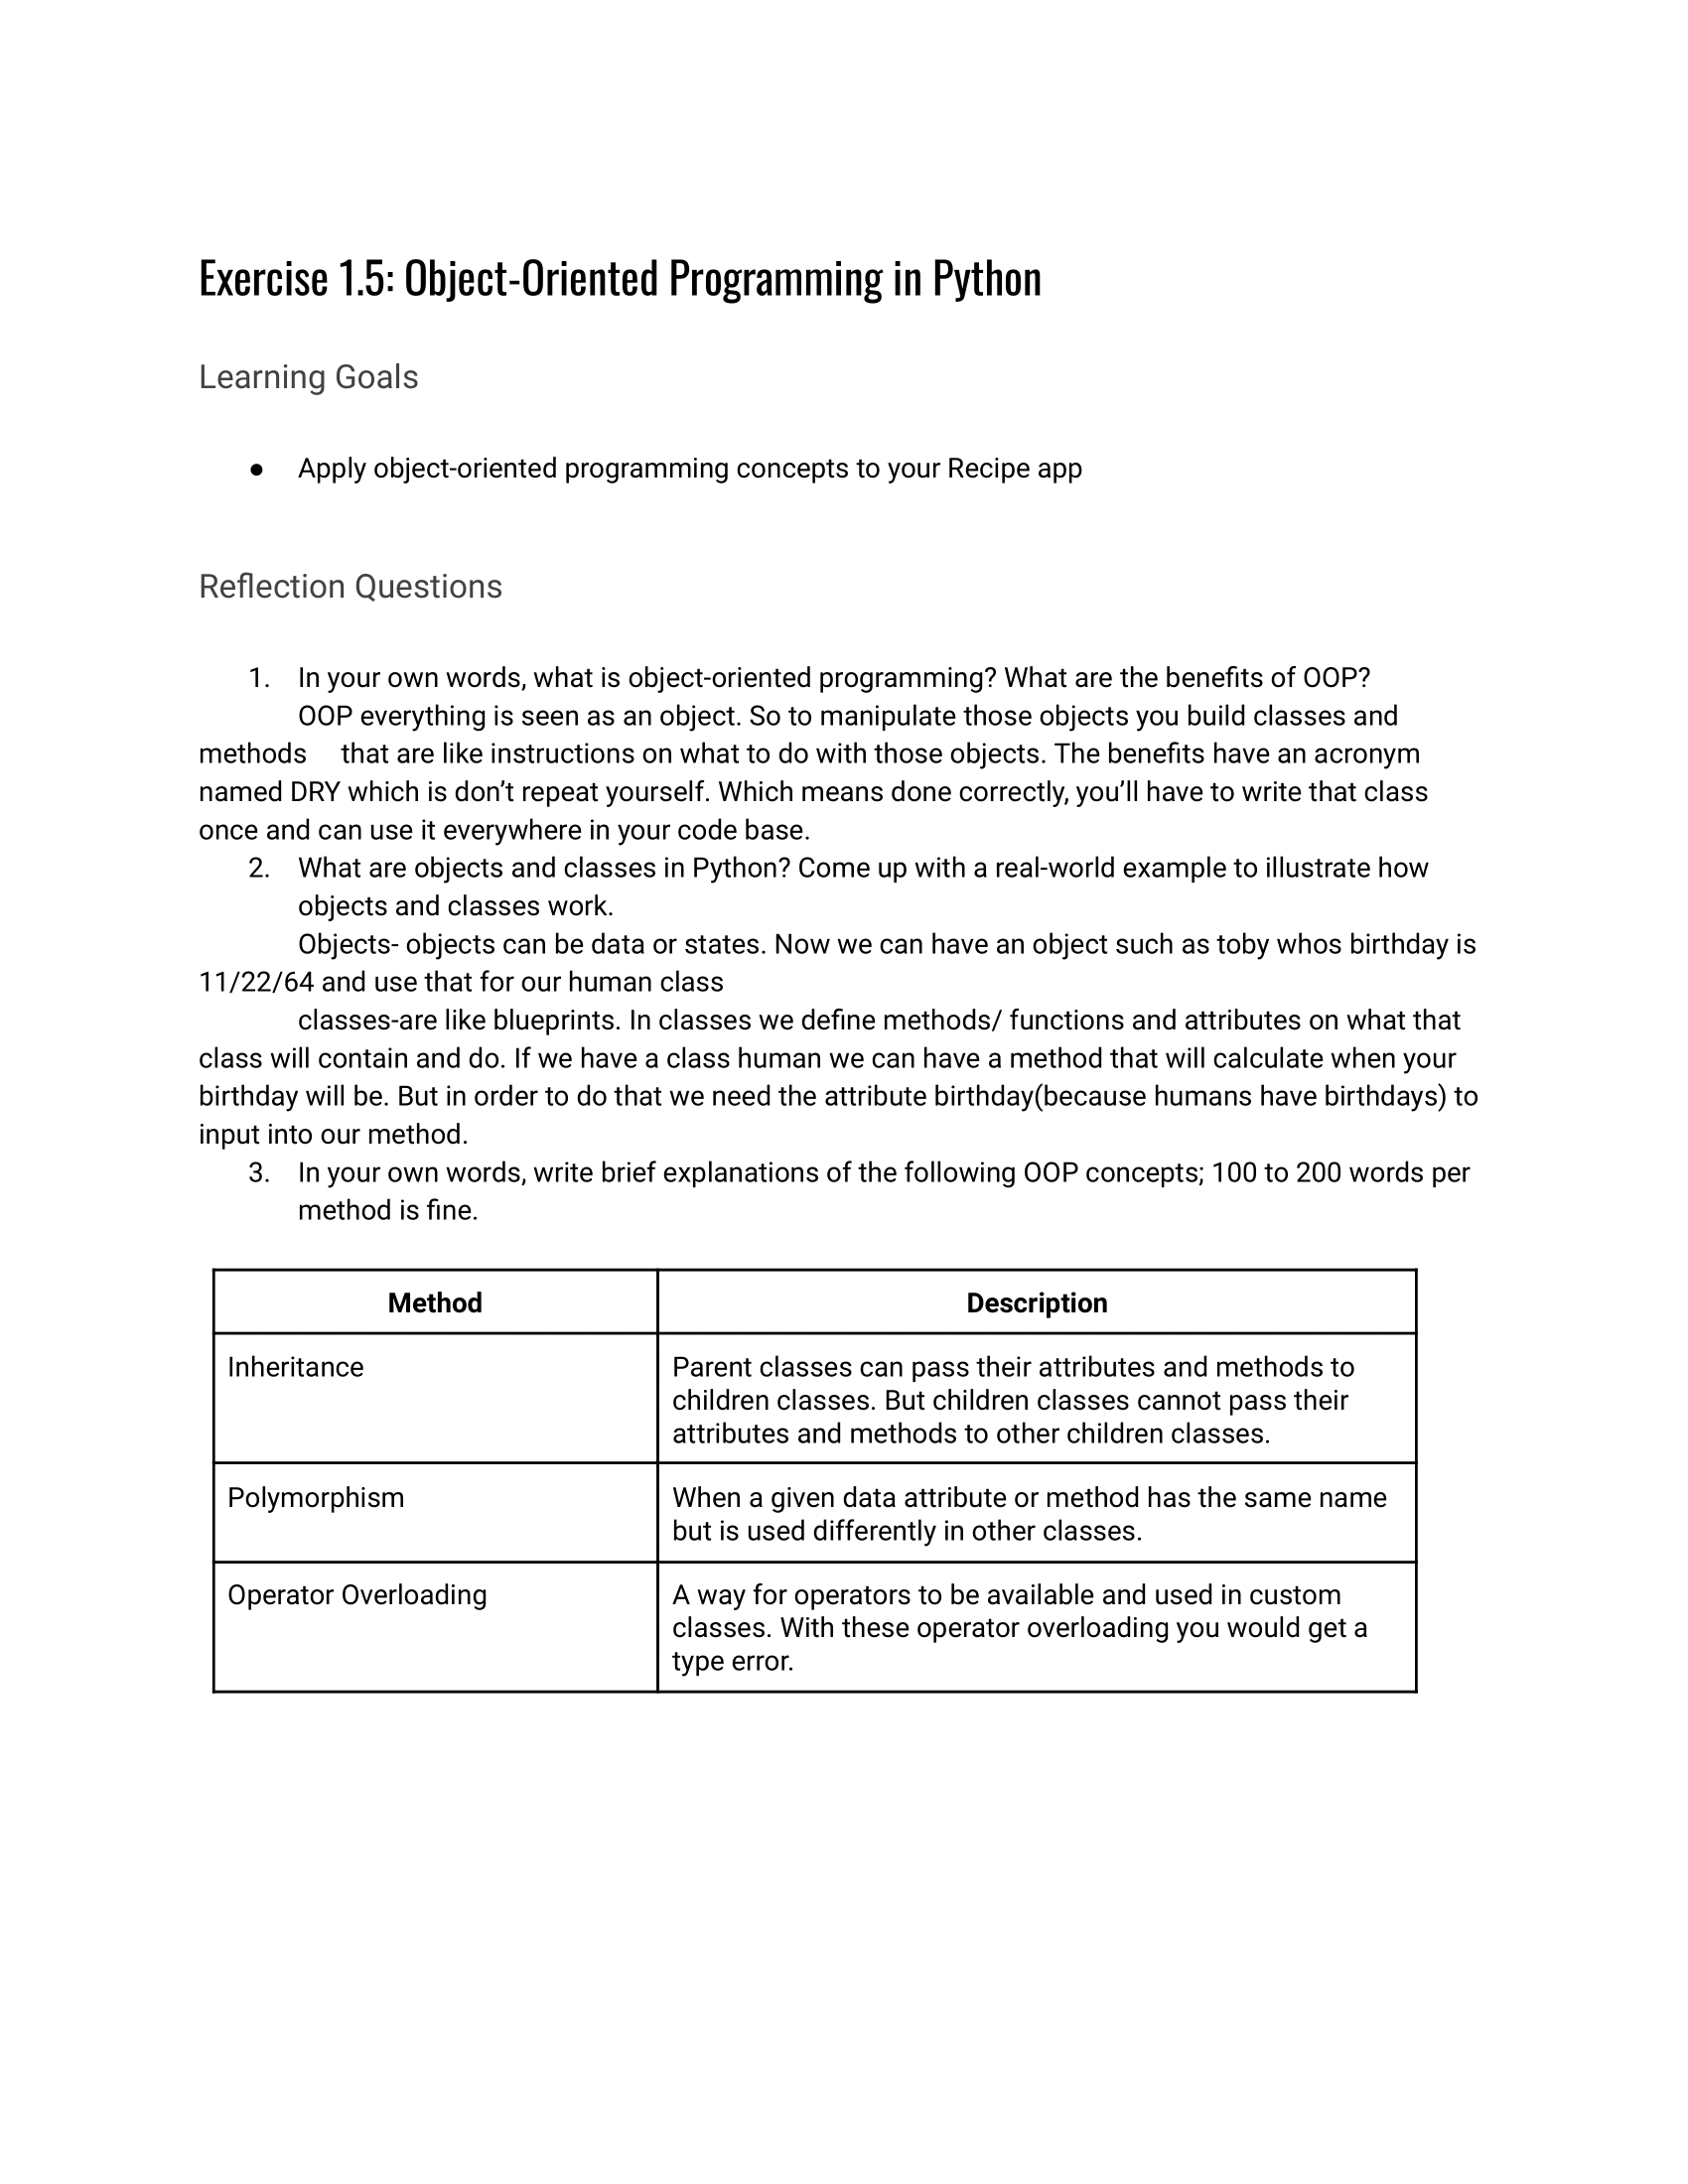 Exercise 1.5: Object-Oriented Programming in Python
Learning Goals
● Apply object-oriented programming concepts to your Recipe app
Reflection Questions
1. In your own words, what is object-oriented programming? What are the benefits of OOP?
OOP everything is seen as an object. So to manipulate those objects you build classes and
methods that are like instructions on what to do with those objects. The benefits have an acronym
named DRY which is don’t repeat yourself. Which means done correctly, you’ll have to write that class
once and can use it everywhere in your code base.
2. What are objects and classes in Python? Come up with a real-world example to illustrate how
objects and classes work.
Objects- objects can be data or states. Now we can have an object such as toby whos birthday is
11/22/64 and use that for our human class
classes-are like blueprints. In classes we define methods/ functions and attributes on what that
class will contain and do. If we have a class human we can have a method that will calculate when your
birthday will be. But in order to do that we need the attribute birthday(because humans have birthdays) to
input into our method.
3. In your own words, write brief explanations of the following OOP concepts; 100 to 200 words per
method is fine.
Method Description
Inheritance Parent classes can pass their attributes and methods to
children classes. But children classes cannot pass their
attributes and methods to other children classes.
Polymorphism When a given data attribute or method has the same name
but is used differently in other classes.
Operator Overloading A way for operators to be available and used in custom
classes. With these operator overloading you would get a
type error.